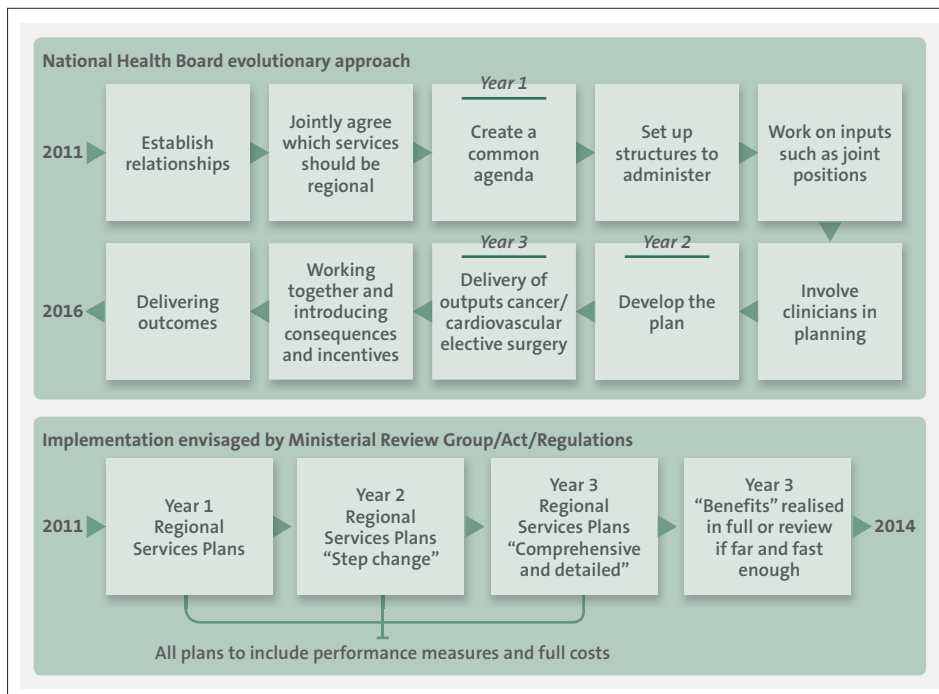 National Health Board evolutionary approach
2011
Establish
relationships
Jointly agree
which services
should be
regional
Year 1
Create a
common
agenda
Set up
structures to
administer
Work on inputs
such as joint
positions
Involve
clinicians in
planning
Year 2
Develop the
plan
Year 3
Delivery of
outputs cancer/
cardiovascular
elective surgery
Working
together and
introducing
consequences
and incentives
Delivering
outcomes
2016
Implementation envisaged by Ministerial Review Group/Act/Regulations
2011
Year 1
Regional
Services Plans
Year 2
Regional
Services Plans
“Step change”
Year 3
Regional
Services Plans
“Comprehensive
and detailed”
Year 3
“Benefits” realised
in full or review
if far and fast
enough
2014
All plans to include performance measures and full costs